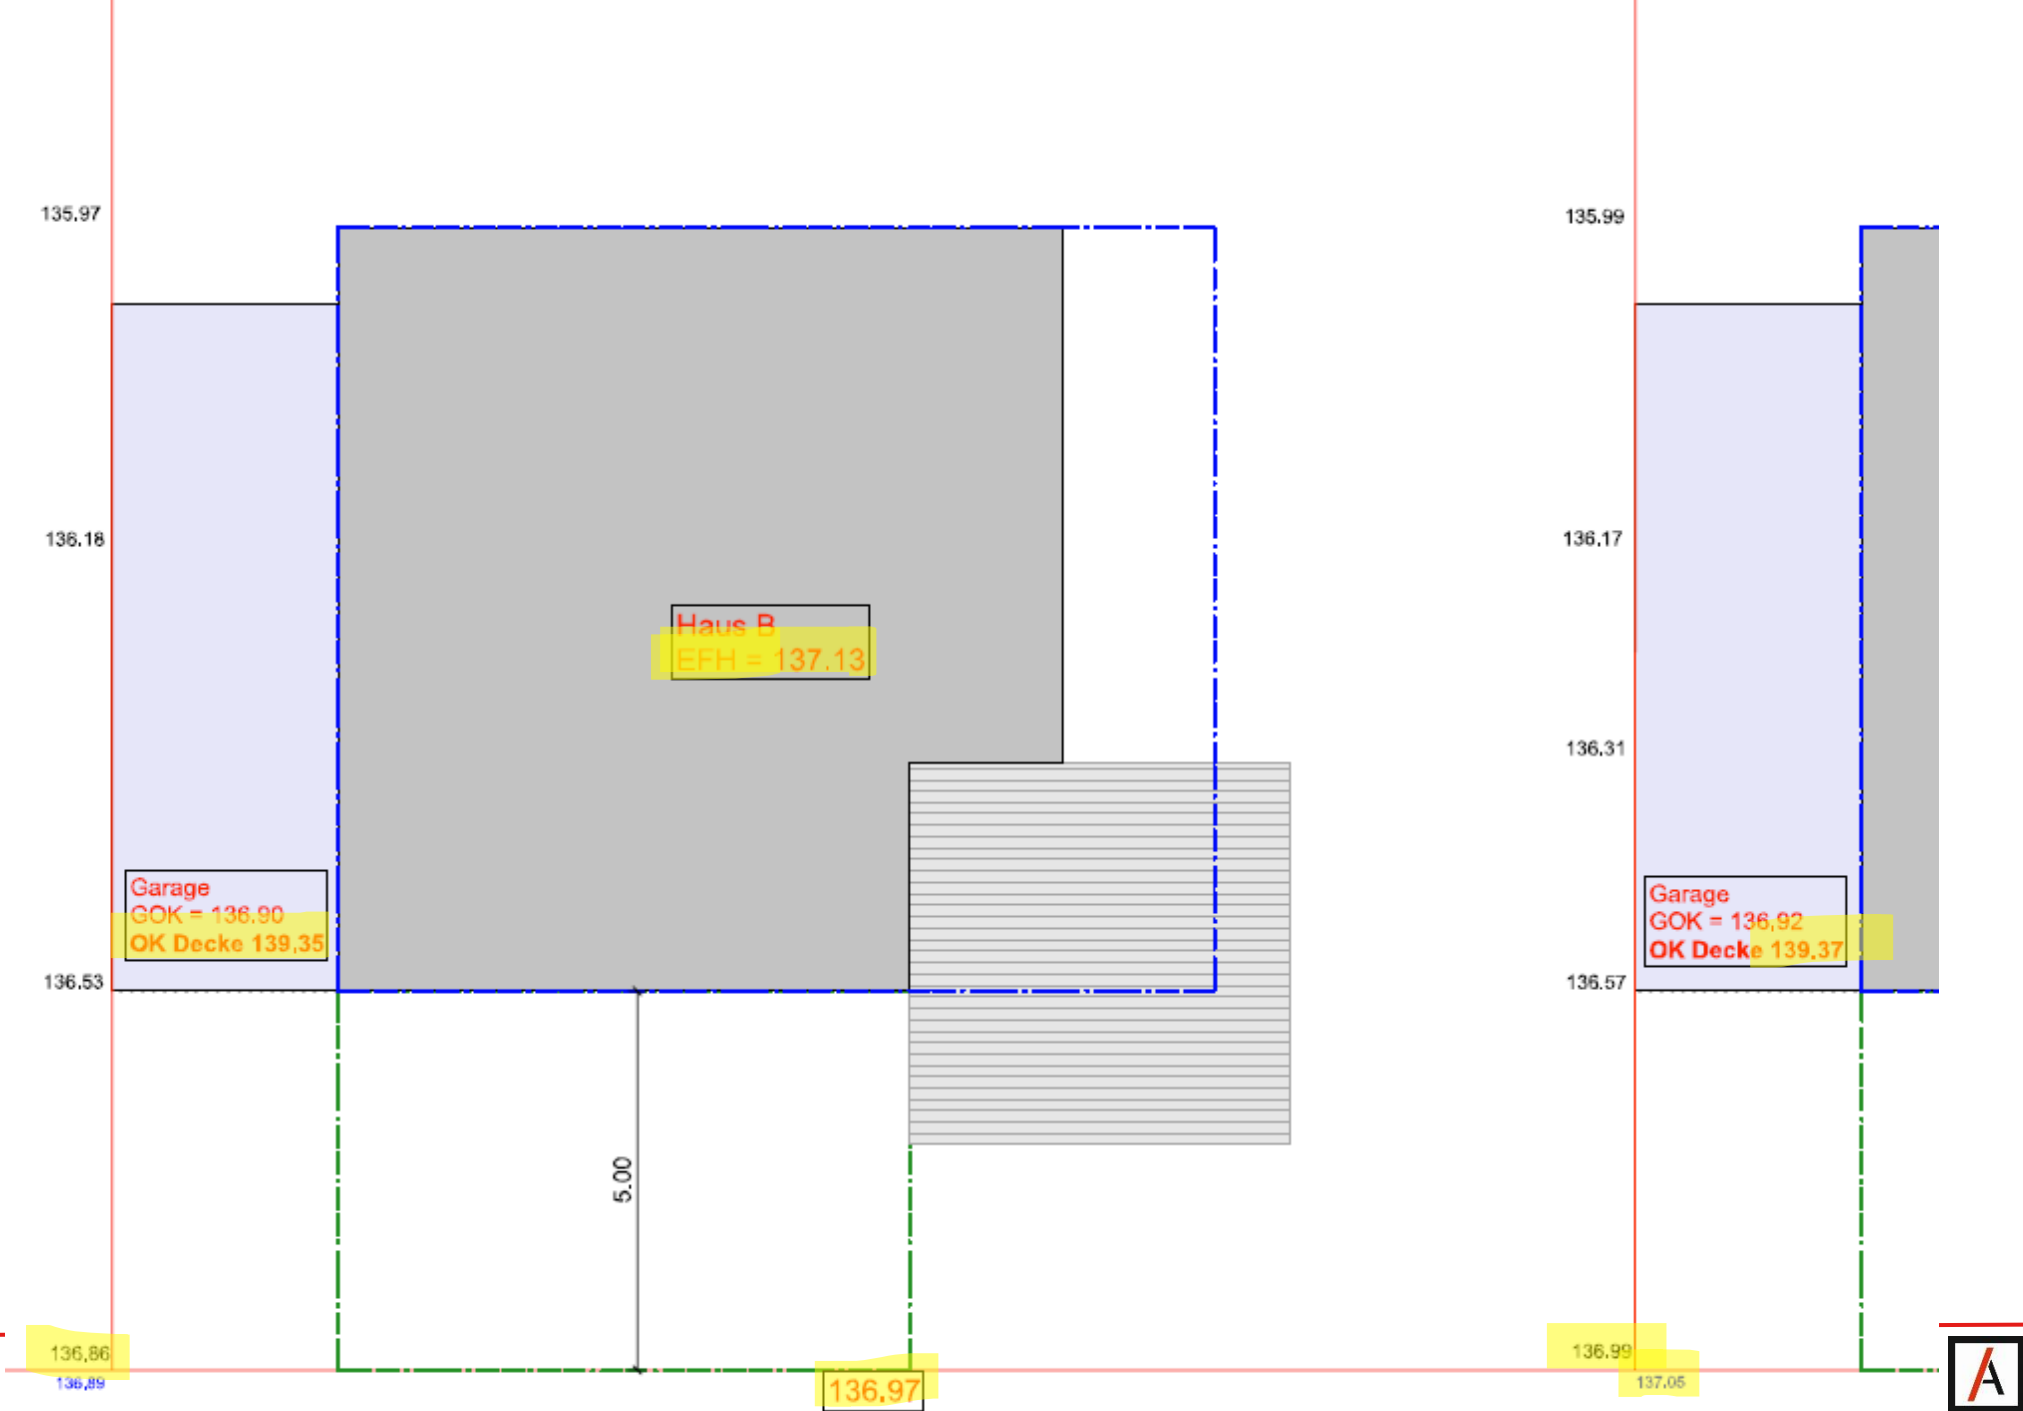 135.97
135.99
136.18
136.17
Haus B
EFH = 137.13
136.31
Garage
GOK = 136.90
OK Decke 139,35
Garage
GOK = 136,92
OK Decke 139.37
136.53
136.57
5.00
136,86
136,89
136.97
136.99
137.05